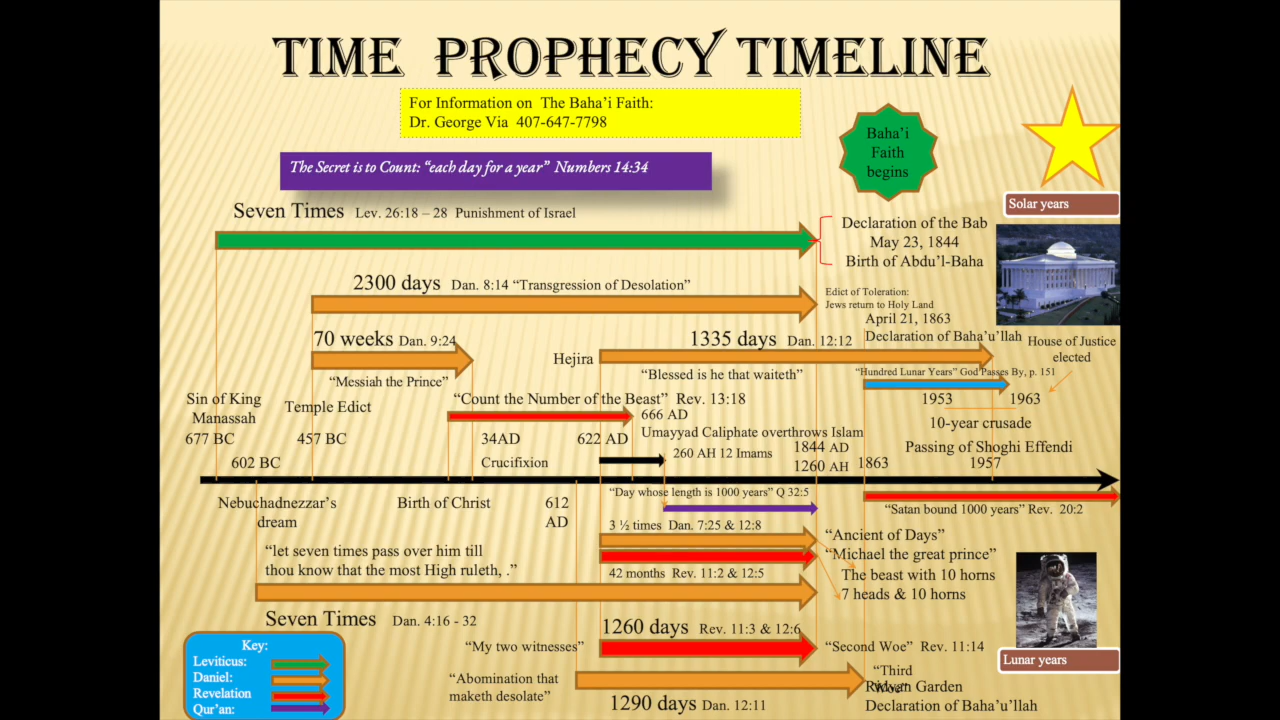 TIME PROPHECY TIMELINE
For Information on The Baha'i Faith:
Dr. George Via 407-647-7798
Baha'i
Faith
begins
The Secret is to Count: “each day for a year” Numbers 14:34
Solar years
Seven Times Lev. 26:18 – 28 Punishment of Israel
Declaration of the Bab
May 23, 1844
Birth of Abdu'l-Baha
2300 days Dan. 8:14 “Transgression of Desolation”
Edict of Toleration:
Jews return to Holy Land
April 21, 1863
Declaration of Baha'u'llah
70 weeks Dan. 9:24
1335 days Dan. 12:12
House of Justice
elected
Hejira
“Messiah the Prince”
“Blessed is he that waiteth”
“Hundred Lunar Years” God Passes By, p. 151
Sin of King
Manassah
677 BC
Temple Edict
457 BC
“Count the Number of the Beast” Rev. 13:18
666 AD
Umayyad Caliphate overthrows Islam
1953
1963
10-year crusade
34AD
Crucifixion
622 AD
260 AH 12 Imams
1844 AD
1260 AH
1863
Passing of Shoghi Effendi
1957
602 BC
Nebuchadnezzar's
dream
Birth of Christ
612
AD
“Day whose length is 1000 years” Q 32:5
“Satan bound 1000 years” Rev. 20:2
3 ½ times Dan. 7:25 & 12:8
“Ancient of Days”
“Michael the great prince”
“let seven times pass over him till
thou know that the most High ruleth, .”
42 months Rev. 11:2 & 12:5
The beast with 10 horns
7 heads & 10 horns
Seven Times Dan. 4:16 - 32
1260 days Rev. 11:3 & 12:6
“My two witnesses”
“Second Woe” Rev. 11:14
Lunar years
Key:
Leviticus:
Daniel:
Revelation
Qur'an:
“Abomination that
maketh desolate”
“Third
Woe”
Ridvan Garden
Declaration of Baha'u'llah
1290 days Dan. 12:11